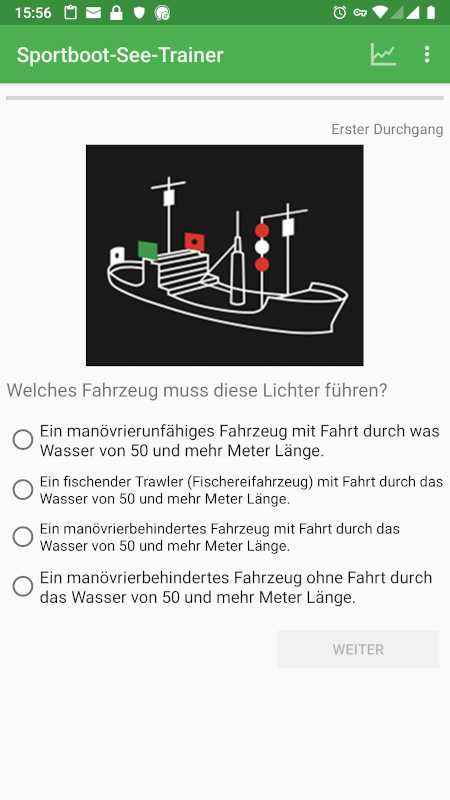 15:56
Sportboot-See-Trainer
Erster Durchgang
Welches Fahrzeug muss diese Lichter führen?
Ein manövrierunfähiges Fahrzeug mit Fahrt durch was
Wasser von 50 und mehr Meter Länge.
Ein fischender Trawler (Fischereifahrzeug) mit Fahrt durch das
Wasser von 50 und mehr Meter Länge.
Ein manövrierbehindertes Fahrzeug mit Fahrt durch das
Wasser von 50 und mehr Meter Länge.
Ein manövrierbehindertes Fahrzeug ohne Fahrt durch
das Wasser von 50 und mehr Meter Länge.
WEITER